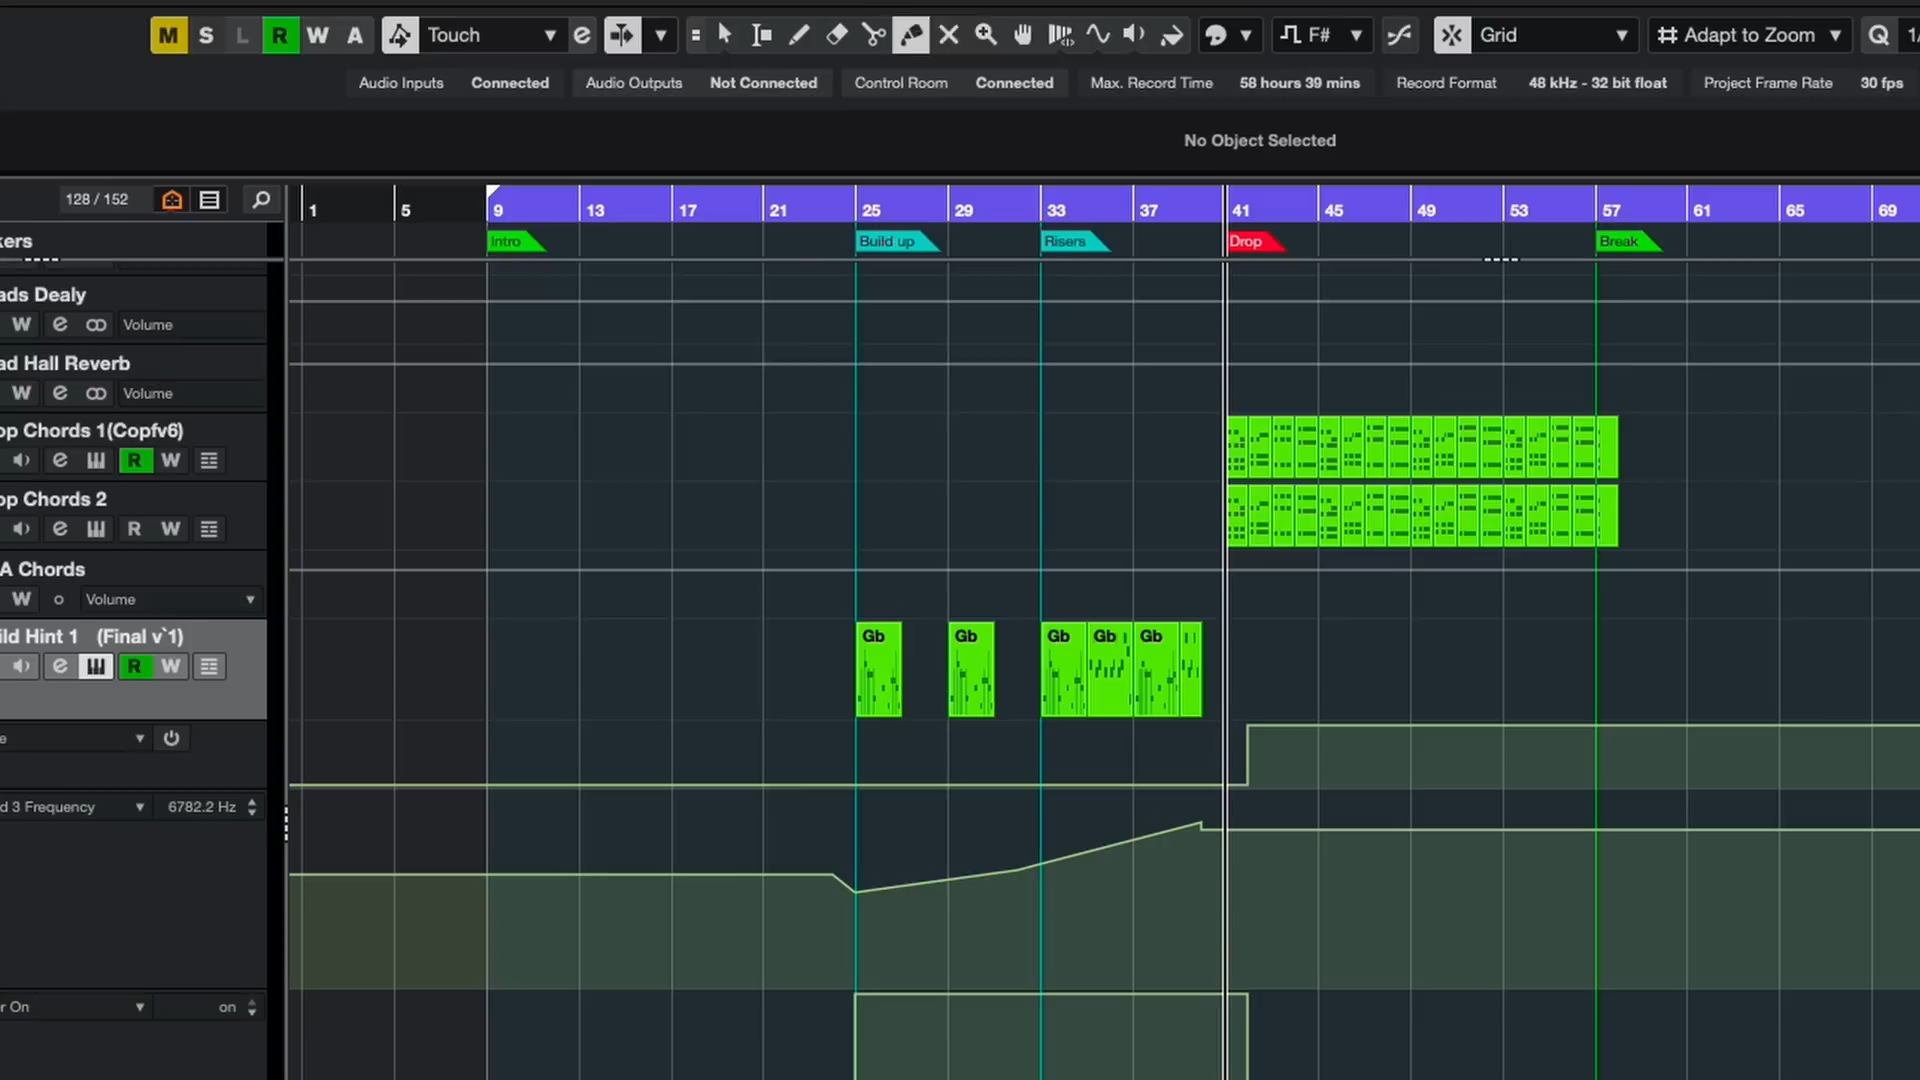 M S L R W A Touch e F# Grid Adapt to Zoom Q 1/
Audio Inputs Connected Audio Outputs Not Connected Control Room Connected Max. Record Time 58 hours 39 mins Record Format 48 kHz - 32 bit float Project Frame Rate 30 fps
No Object Selected
128 / 152
1 5 9 13 17 21 25 29 33 37 41 45 49 53 57 61 65 69
kers
Intro Build up Risers Drop Break
ads Dealy
W e Volume
ad Hall Reverb
W e Volume
op Chords 1(Copfv6)
e R W
op Chords 2
e R W
A Chords
W Volume
ild Hint 1 (Final v`1)
Gb Gb Gb Gb Gb
e R W
e
d 3 Frequency 6782.2 Hz
r On on